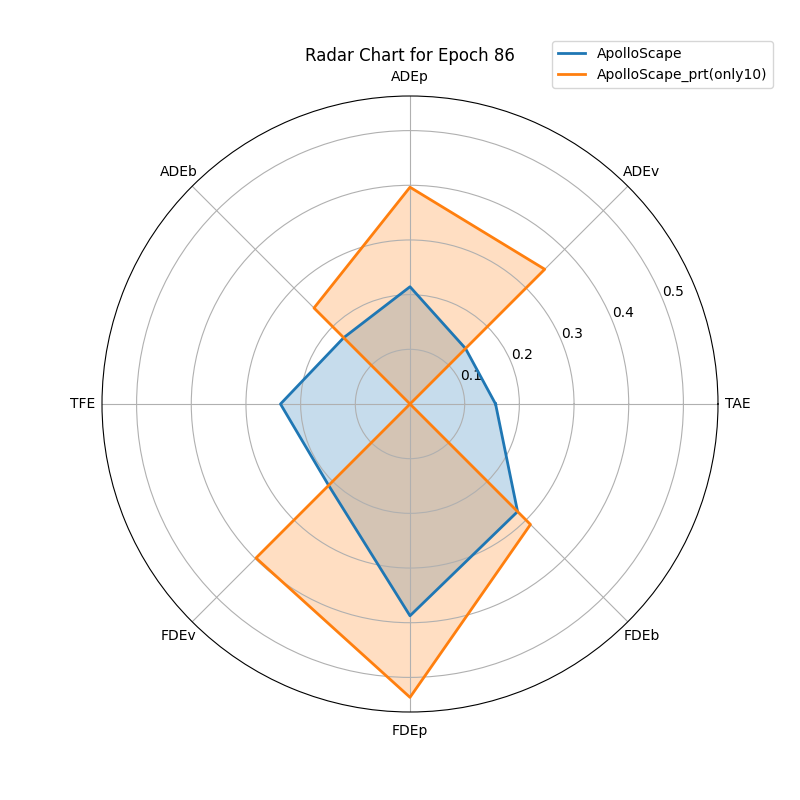 Radar Chart for Epoch 86
ApolloScape
ApolloScape_prt(only10)
ADEp
ADEb
ADEv
0.5
0.4
0.3
0.2
0.1
TFE
TAE
FDEv
FDEb
FDEp